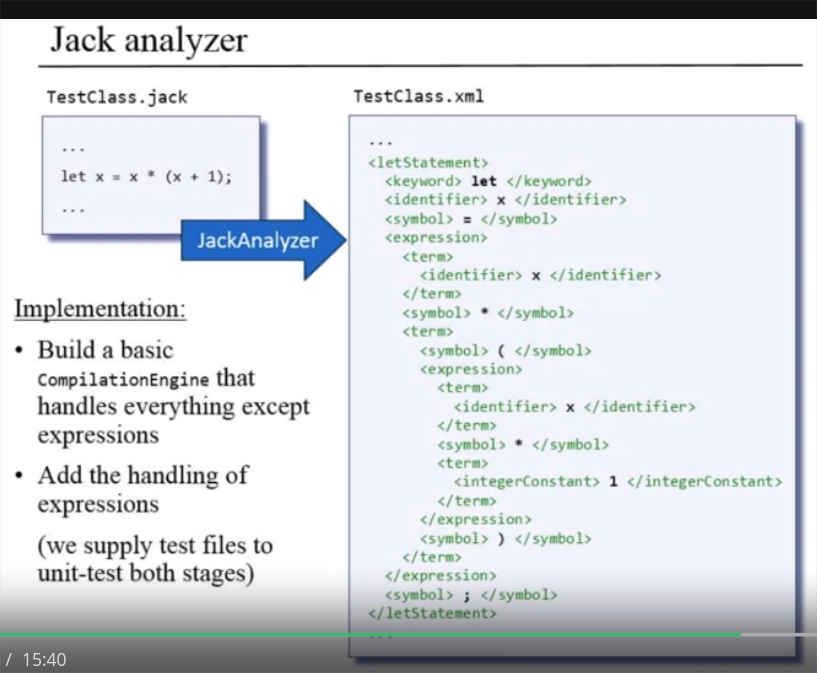 Jack analyzer
TestClass.jack
...
let x = x * (x + 1);
...
JackAnalyzer
Implementation:
• Build a basic
CompilationEngine that
handles everything except
expressions
• Add the handling of
expressions
(we supply test files to
unit-test both stages)
TestClass.xml
...
<letStatement>
<keyword> let </keyword>
<identifier> x </identifier>
<symbol> = </symbol>
<expression>
<term>
<identifier> x </identifier>
</term>
<symbol> * </symbol>
<term>
<symbol> ( </symbol>
<expression>
<term>
<identifier> x </identifier>
</term>
<symbol> * </symbol>
<term>
<integerConstant> 1 </integerConstant>
</term>
</expression>
<symbol> ) </symbol>
</term>
</expression>
<symbol> ; </symbol>
</letStatement>
...
/ 15:40